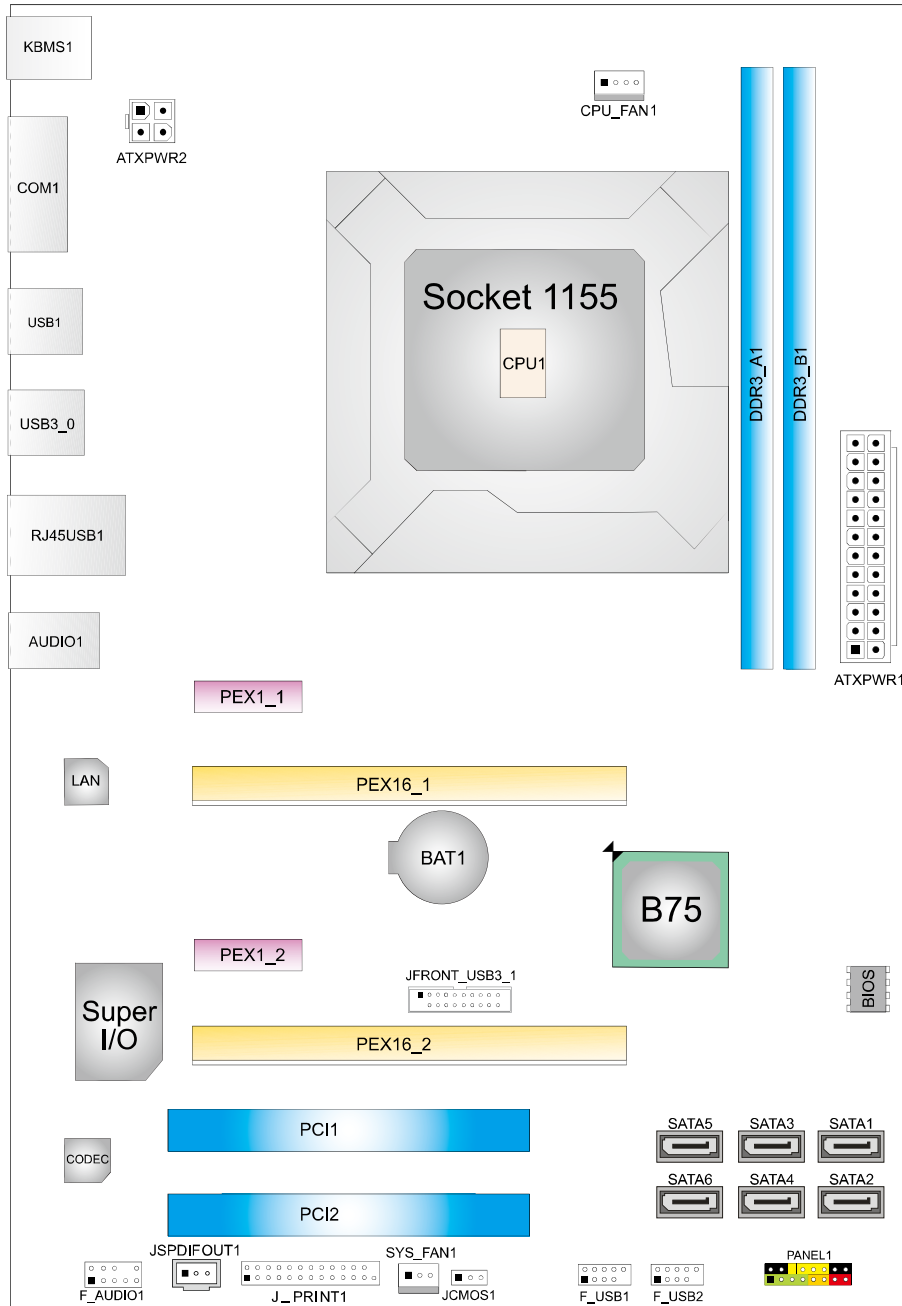 KBMS1
ATXPWR2
CPU_FAN1
COM1
Socket 1155
CPU1
USB1
DDR3_A1
DDR3_B1
USB3_0
RJ45USB1
AUDIO1
ATXPWR1
PEX1_1
LAN
PEX16_1
BAT1
B75
PEX1_2
JFRONT_USB3_1
BIOS
Super
I/O
PEX16_2
PCI1
SATA5
SATA3
SATA1
CODEC
SATA6
SATA4
SATA2
PCI2
JSPDIFOUT1
SYS_FAN1
PANEL1
F_AUDIO1
J_PRINT1
JCMOS1
F_USB1
F_USB2